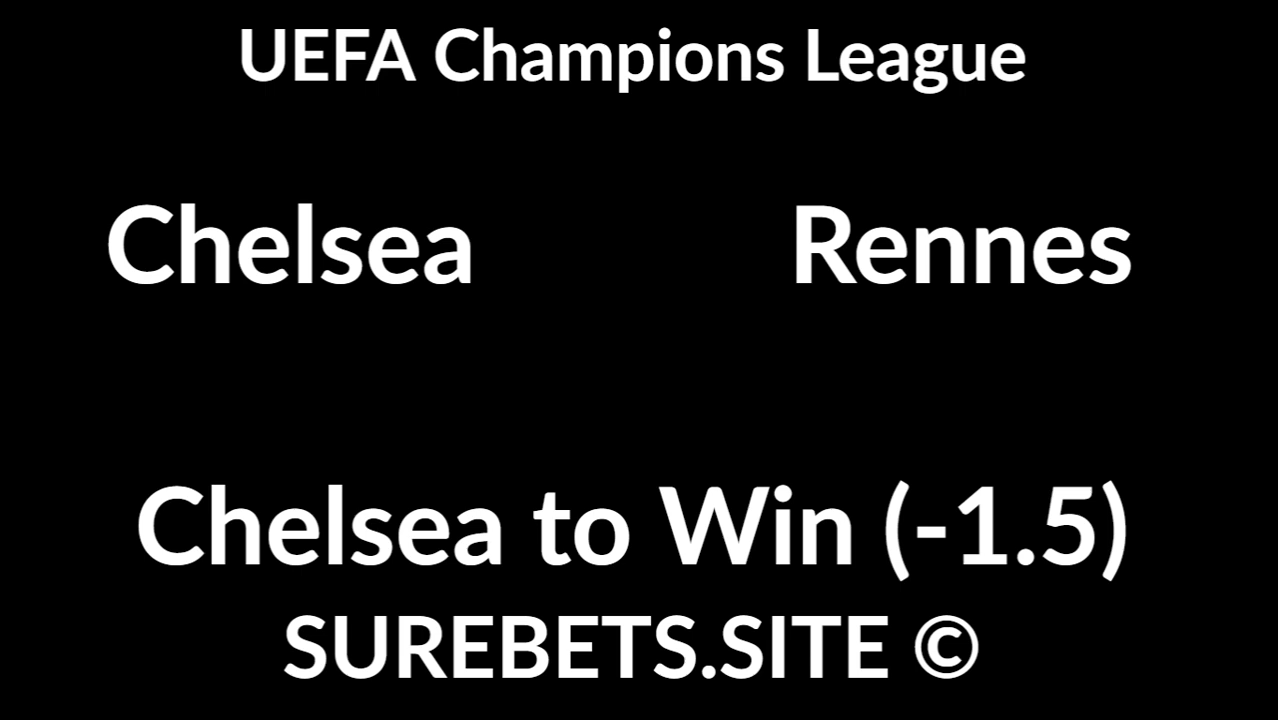 UEFA Champions League
Chelsea Rennes
Chelsea to Win (-1.5)
SUREBETS.SITE ©